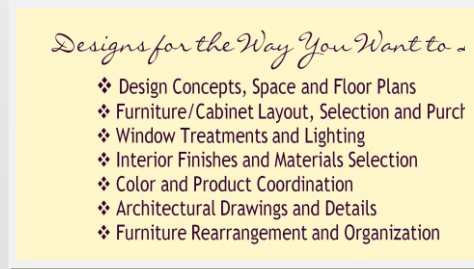 Designs for the Way You Want to
❖ Design Concepts, Space and Floor Plans
❖ Furniture/Cabinet Layout, Selection and Purch
❖ Window Treatments and Lighting
❖ Interior Finishes and Materials Selection
❖ Color and Product Coordination
❖ Architectural Drawings and Details
❖ Furniture Rearrangement and Organization